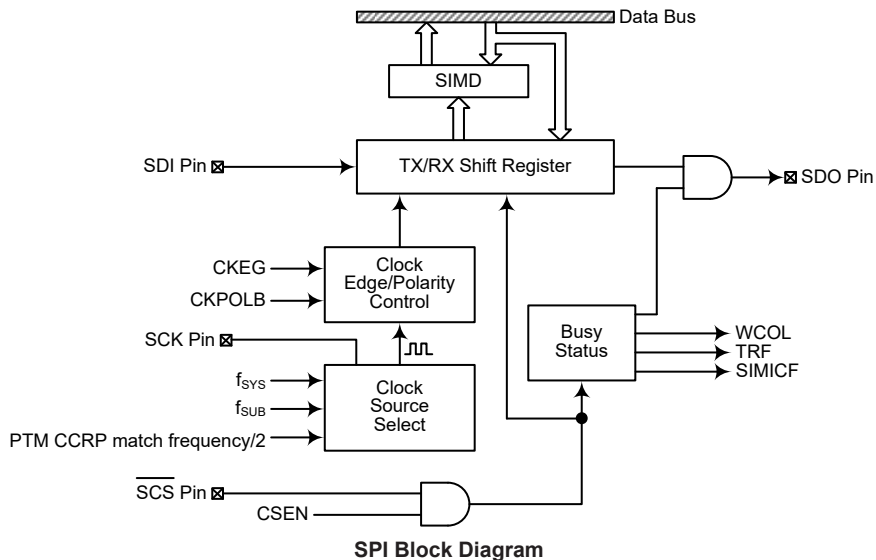 Data Bus
SIMD
SDI Pin
TX/RX Shift Register
SDO Pin
CKEG
CKPOLB
Clock
Edge/Polarity
Control
SCK Pin
Busy
Status
WCOL
TRF
SIMICF
fSYS
fSUB
PTM CCRP match frequency/2
Clock
Source
Select
SCS Pin
CSEN
SPI Block Diagram